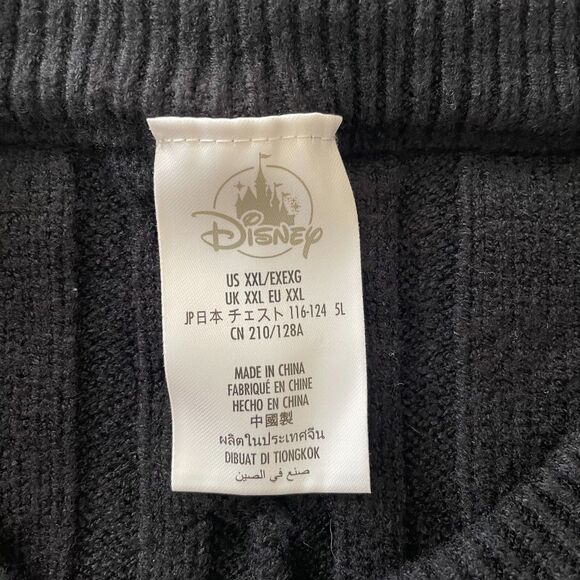 Disney
US XXL/EXEXG
UK XXL EU XXL
JP日本 チェスト 116-124 5L
CN 210/128A
MADE IN CHINA
FABRIQUÉ EN CHINE
HECHO EN CHINA
中國製
ผลิตในประเทศจีน
DIBUAT DI TIONGKOK
صنع في الصين